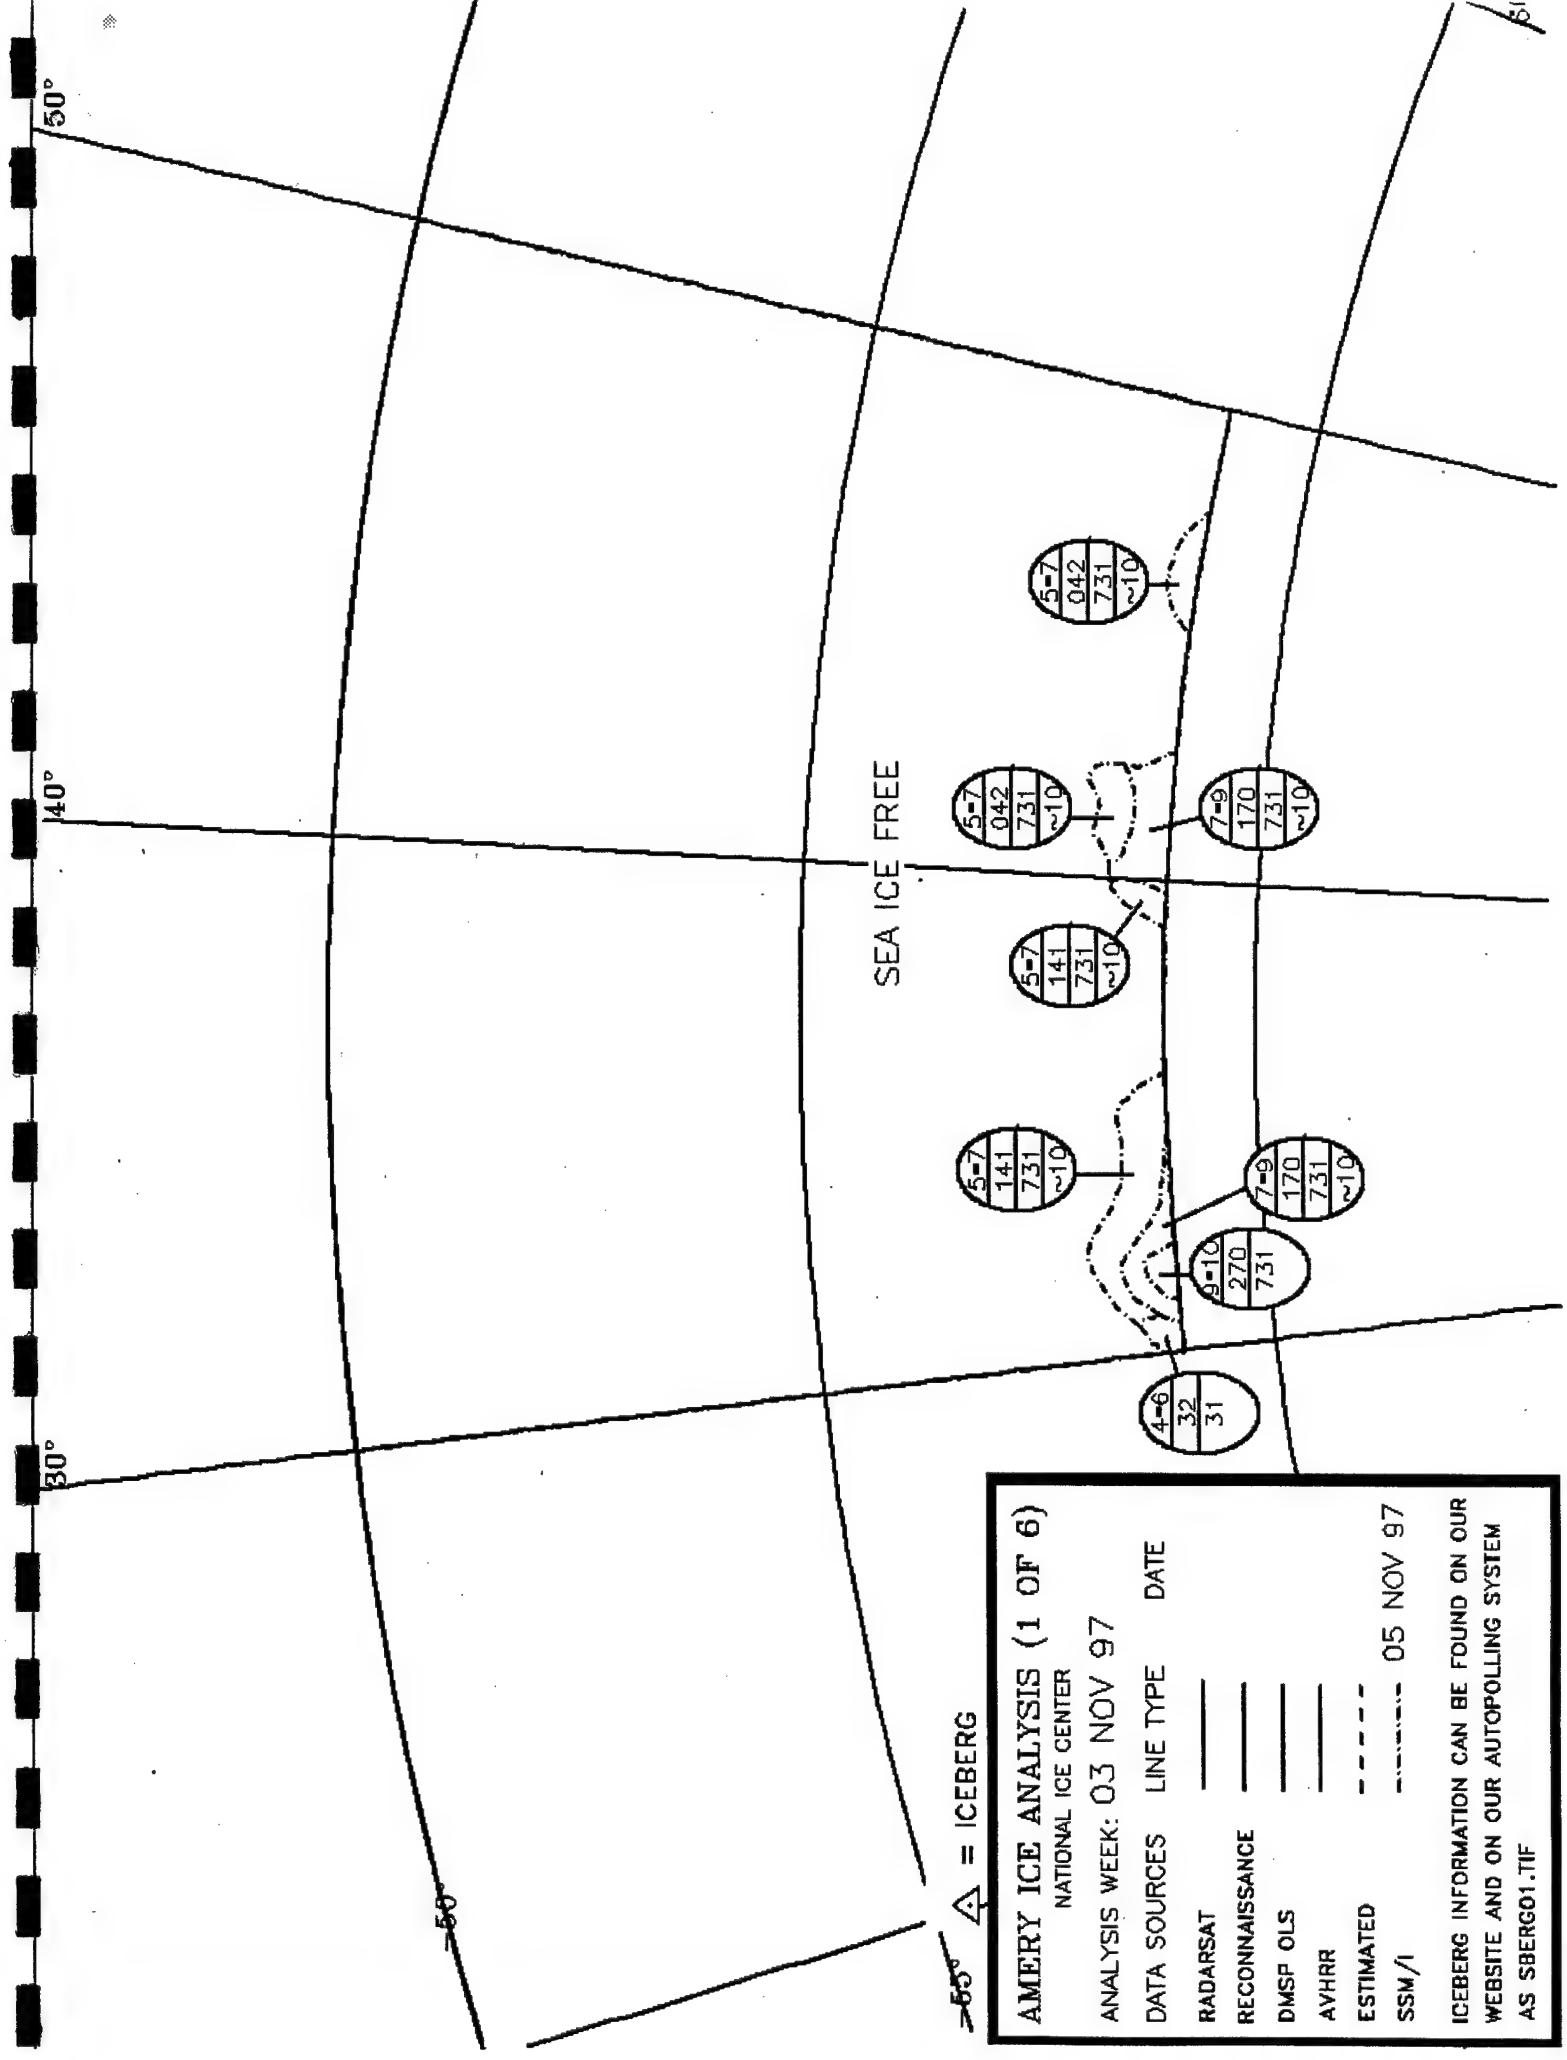 50°
40°
30°
-50°
-55°
SEA ICE FREE
5-7
042
731
~10
5-7
042
731
~10
7-9
170
731
~10
5-7
141
731
~10
5-7
141
731
~10
7-9
170
731
~10
9-10
270
731
4-6
32
31
= ICEBERG
AMERY ICE ANALYSIS (1 OF 6)
NATIONAL ICE CENTER
ANALYSIS WEEK: 03 NOV 97
DATA SOURCES LINE TYPE DATE
RADARSAT
RECONNAISSANCE
DMSP OLS
AVHRR
ESTIMATED
SSM/I 05 NOV 97
ICEBERG INFORMATION CAN BE FOUND ON OUR
WEBSITE AND ON OUR AUTOPOLLING SYSTEM
AS SBERG01.TIF